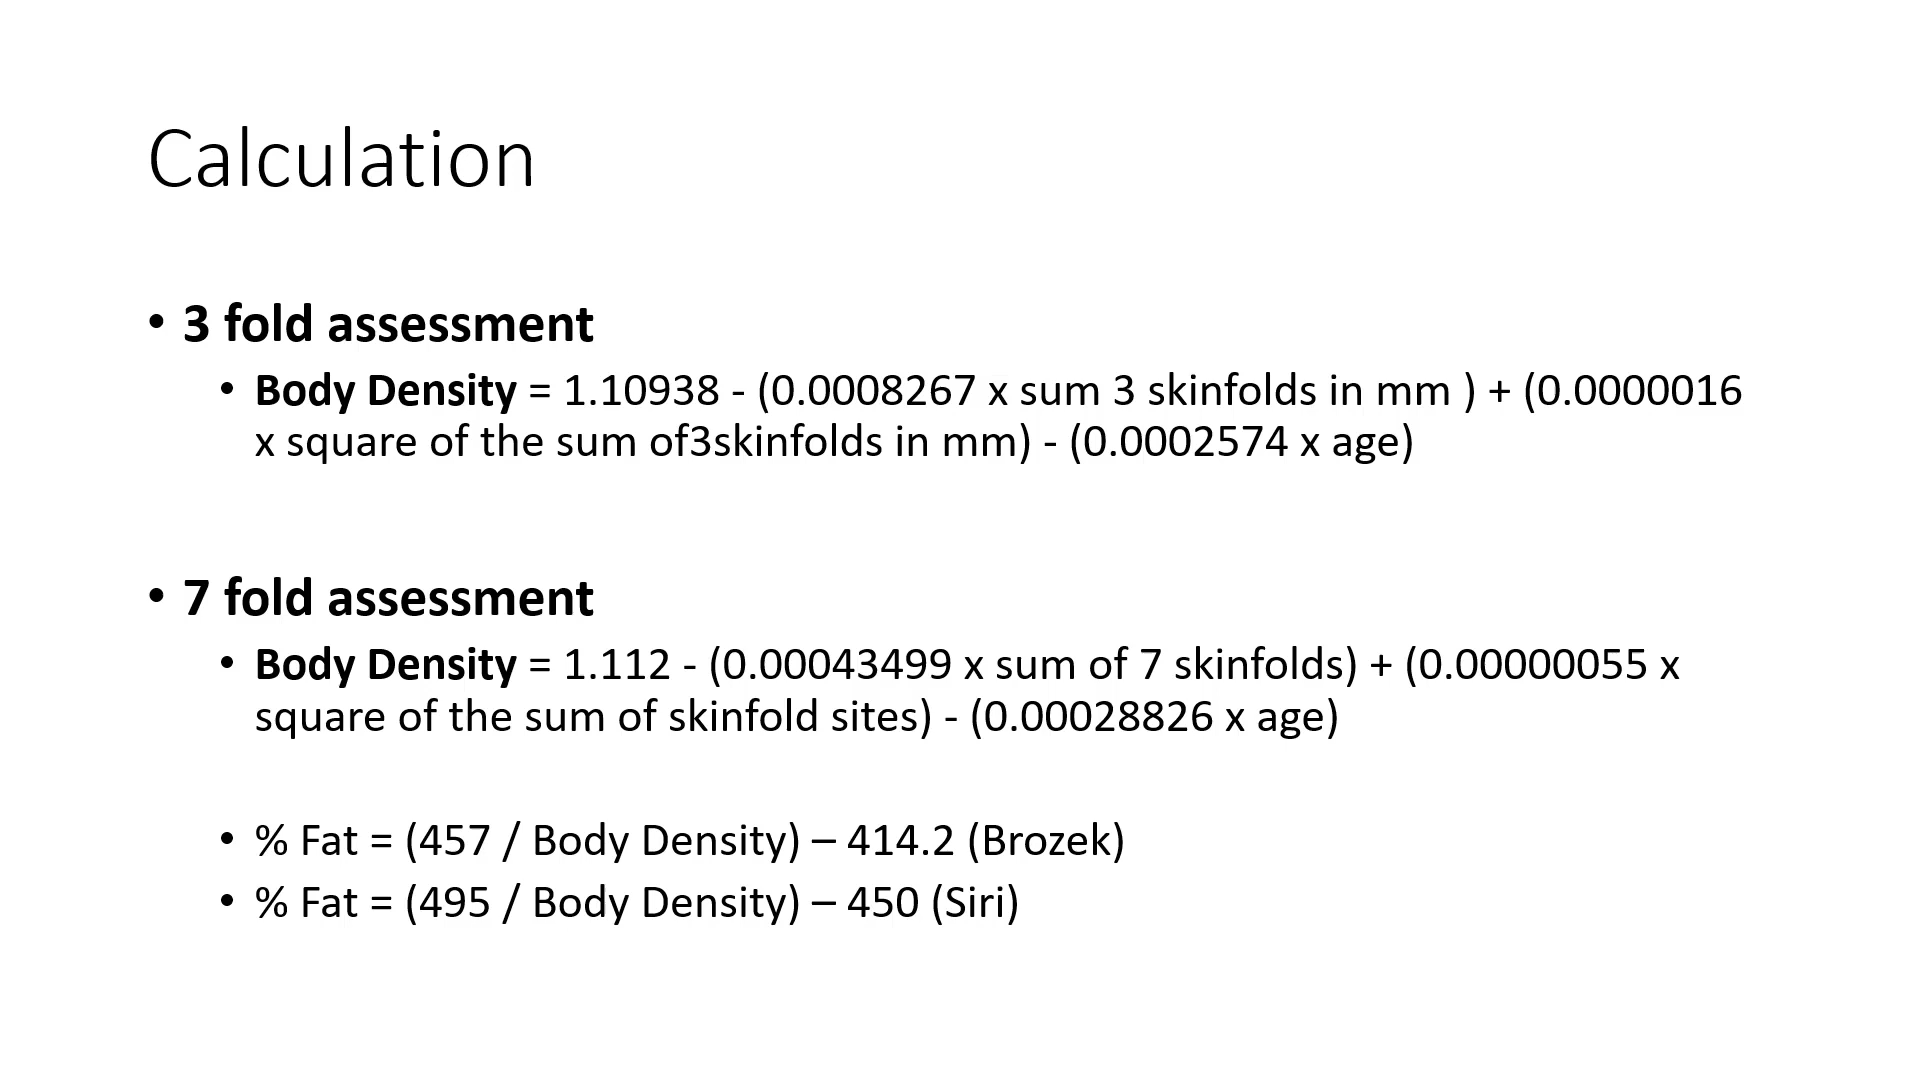 Calculation
• 3 fold assessment
• Body Density = 1.10938 - (0.0008267 x sum 3 skinfolds in mm ) + (0.0000016
x square of the sum of3skinfolds in mm) - (0.0002574 x age)
• 7 fold assessment
• Body Density = 1.112 - (0.00043499 x sum of 7 skinfolds) + (0.00000055 x
square of the sum of skinfold sites) - (0.00028826 x age)
• % Fat = (457 / Body Density) – 414.2 (Brozek)
• % Fat = (495 / Body Density) – 450 (Siri)